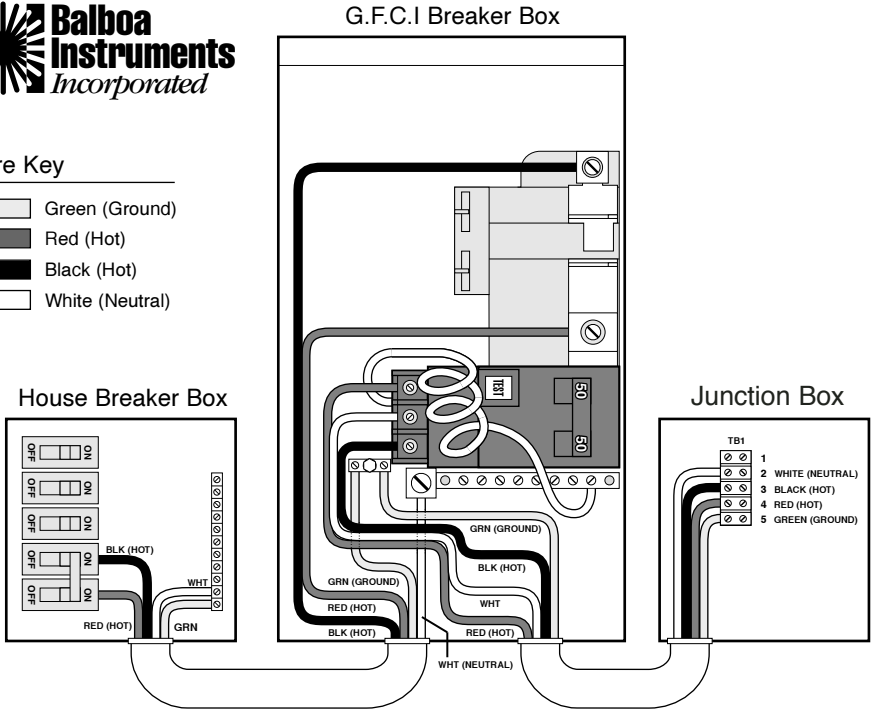 Balboa
Instruments
Incorporated
G.F.C.I Breaker Box
re Key
Green (Ground)
Red (Hot)
Black (Hot)
White (Neutral)
House Breaker Box
OFF ON
OFF ON
OFF ON
OFF ON
OFF ON
BLK (HOT)
WHT
RED (HOT)
GRN
TEST
50
50
GRN (GROUND)
BLK (HOT)
GRN (GROUND)
WHT
RED (HOT)
BLK (HOT)
RED (HOT)
WHT (NEUTRAL)
Junction Box
TB1
1
2 WHITE (NEUTRAL)
3 BLACK (HOT)
4 RED (HOT)
5 GREEN (GROUND)